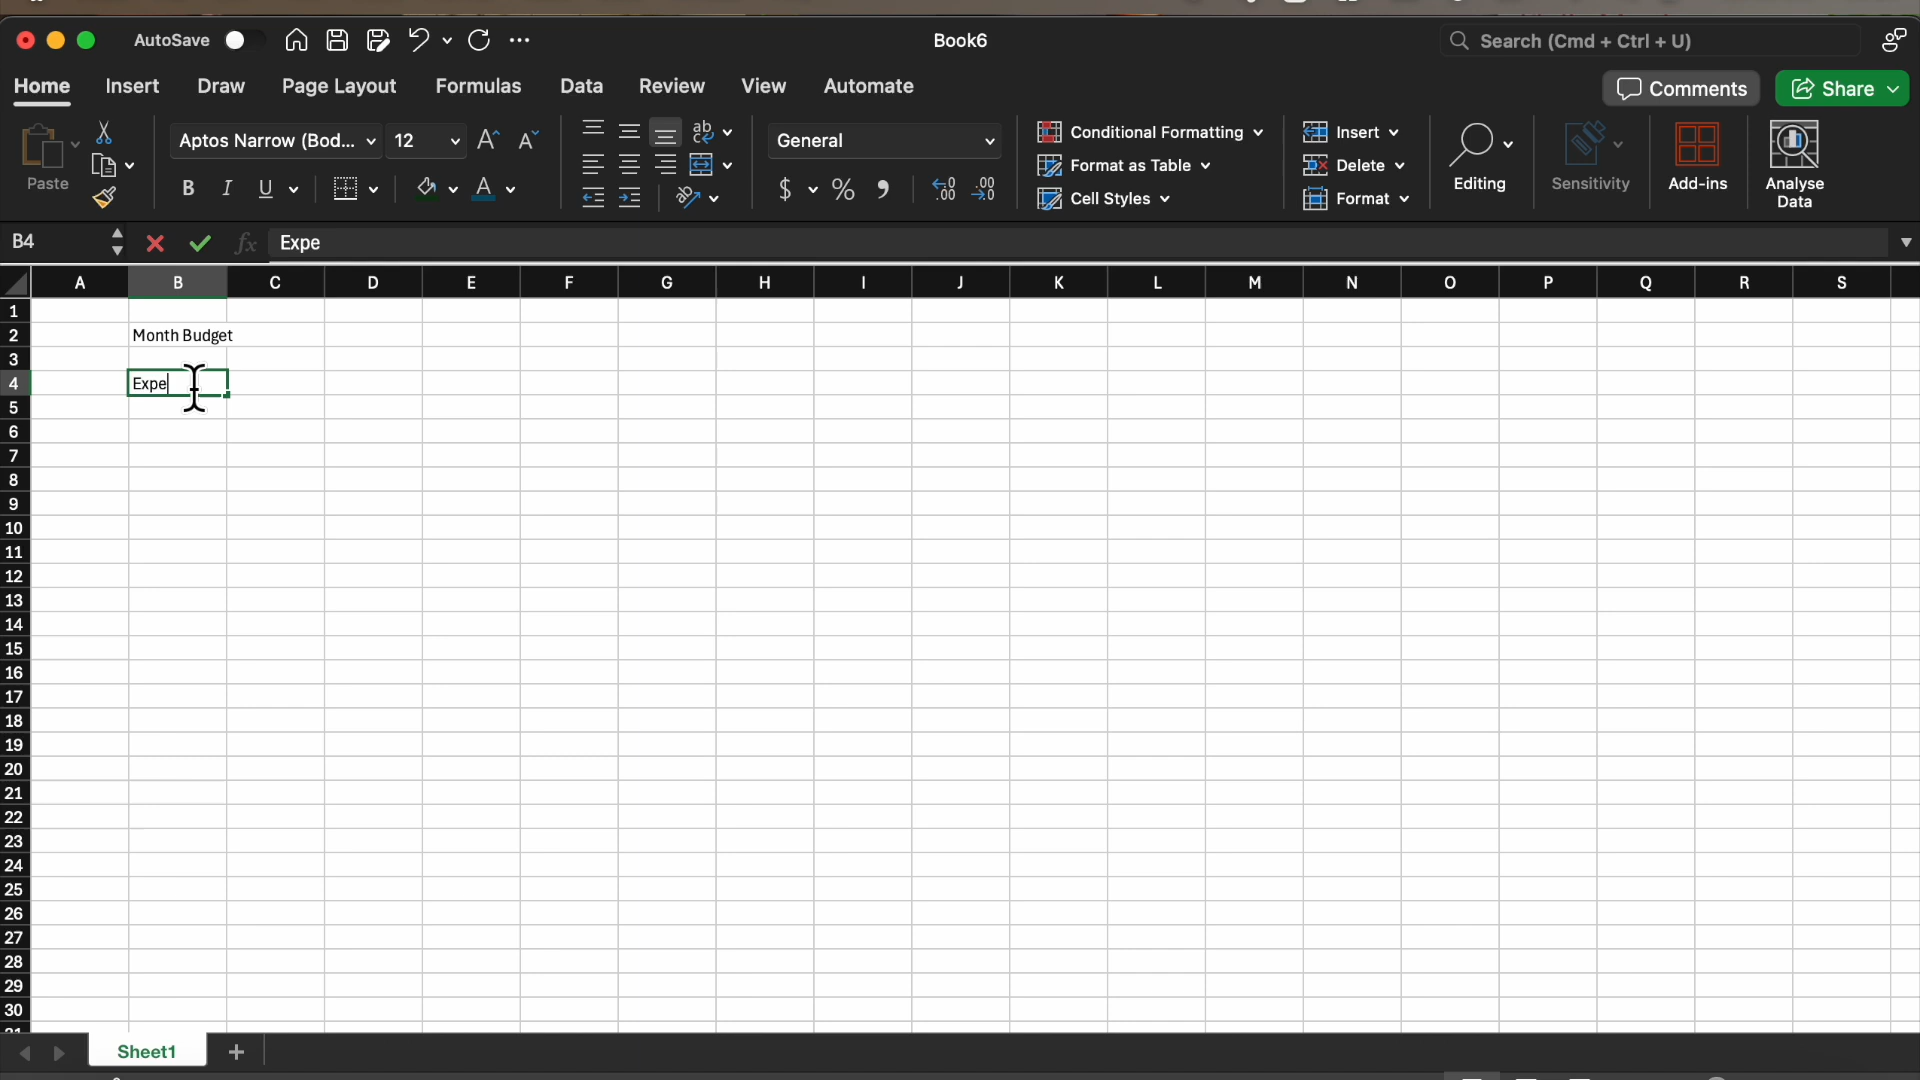 AutoSave
Book6
Search (Cmd + Ctrl + U)
Home Insert Draw Page Layout Formulas Data Review View Automate
Comments Share
Paste
Aptos Narrow (Bod... 12
B I U A
ab
General
$ % 9
Conditional Formatting
Format as Table
Cell Styles
Insert
Delete
Format
Editing
Sensitivity
Add-ins
Analyse
Data
B4 fx Expe
A B C D E F G H I J K L M N O P Q R S
1
2 Month Budget
3
4 Expe
5
6
7
8
9
10
11
12
13
14
15
16
17
18
19
20
21
22
23
24
25
26
27
28
29
30
Sheet1 +